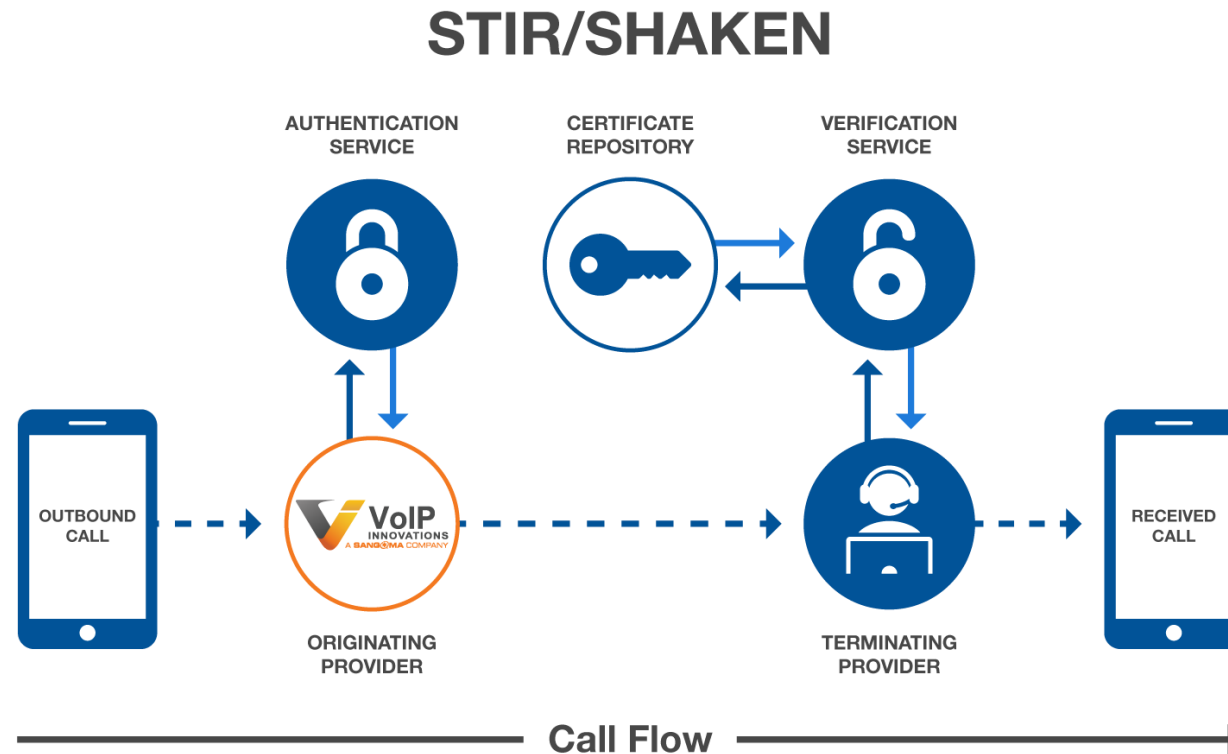 STIR/SHAKEN
AUTHENTICATION
SERVICE
CERTIFICATE
REPOSITORY
VERIFICATION
SERVICE
OUTBOUND
CALL
VoIP
INNOVATIONS
A SANGOMA COMPANY
RECEIVED
CALL
ORIGINATING
PROVIDER
TERMINATING
PROVIDER
Call Flow